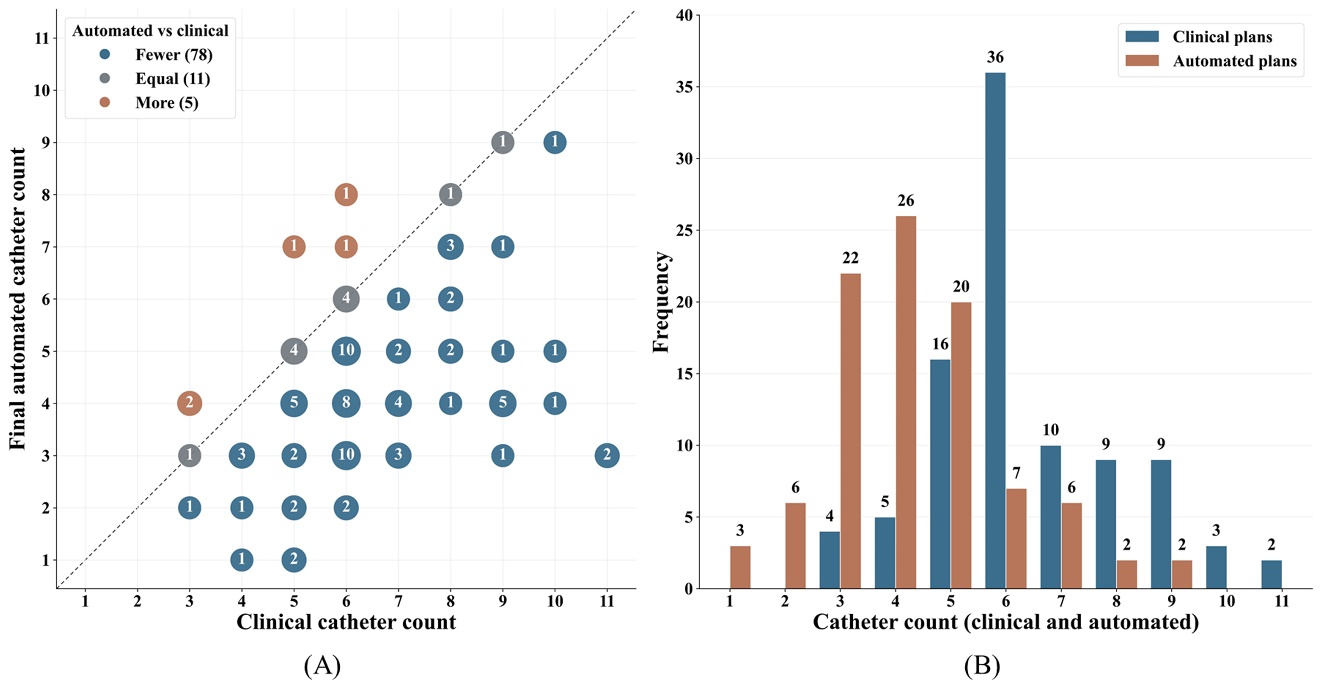 Automated vs clinical
Fewer (78)
Equal (11)
More (5)
Final automated catheter count
11
10
9
8
7
6
5
4
3
2
1
1 1
1 1
1 1 3 1
4 1 2
4 10 2 2 1 1
2 5 8 4 1 5 1
1 3 2 10 3 1 2
1 1 2 2
1 2
1 2 3 4 5 6 7 8 9 10 11
Clinical catheter count
(A)
Clinical plans
Automated plans
Frequency
40
35
30
25
20
15
10
5
0
3 6 4 22 5 26 16 20 36 7 10 6 9 2 9 2 3 2
1 2 3 4 5 6 7 8 9 10 11
Catheter count (clinical and automated)
(B)